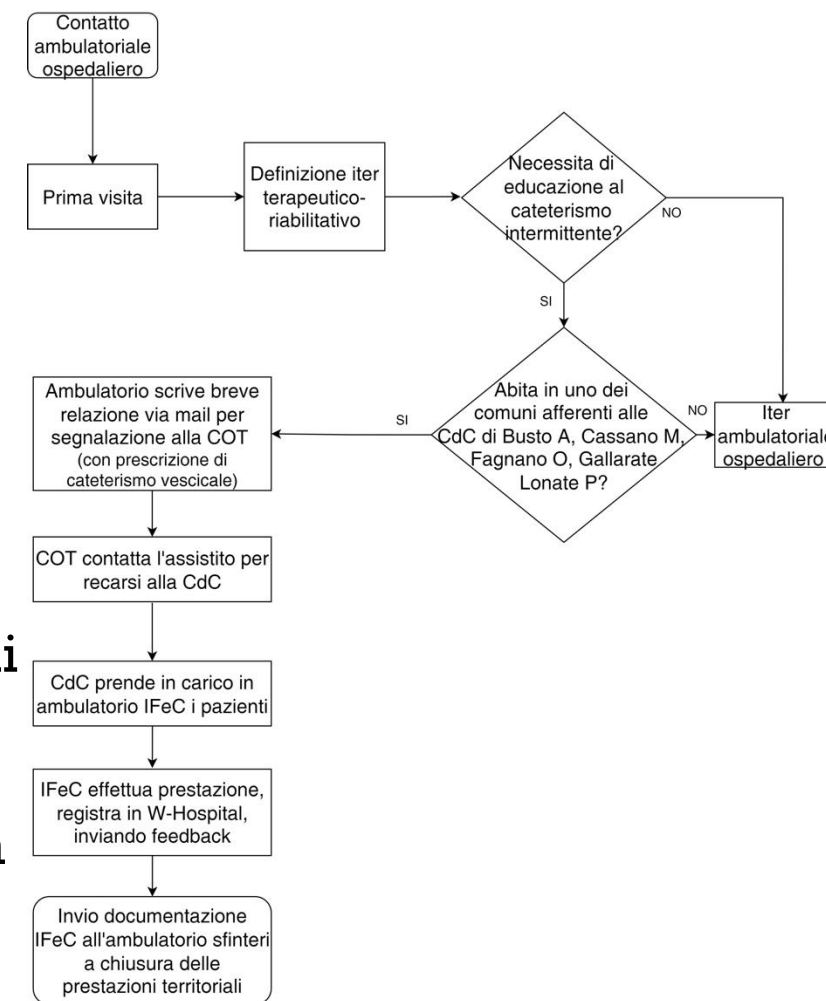 Contatto
ambulatoriale
ospedaliero
Prima visita
Definizione iter
terapeutico-
riabilitativo
Necessita di
educazione al
cateterismo
intermittente?
NO
SI
Abita in uno dei
comuni afferenti alle
CdC di Busto A, Cassano M,
Fagnano O, Gallarate
Lonate P?
NO
Iter
ambulatoriale
ospedaliero
SI
Ambulatorio scrive breve
relazione via mail per
segnalazione alla COT
(con prescrizione di
cateterismo vescicale)
COT contatta l'assistito per
recarsi alla CdC
CdC prende in carico in
ambulatorio IFeC i pazienti
IFeC effettua prestazione,
registra in W-Hospital,
inviando feedback
Invio documentazione
IFeC all'ambulatorio sfinteri
a chiusura delle
prestazioni territoriali